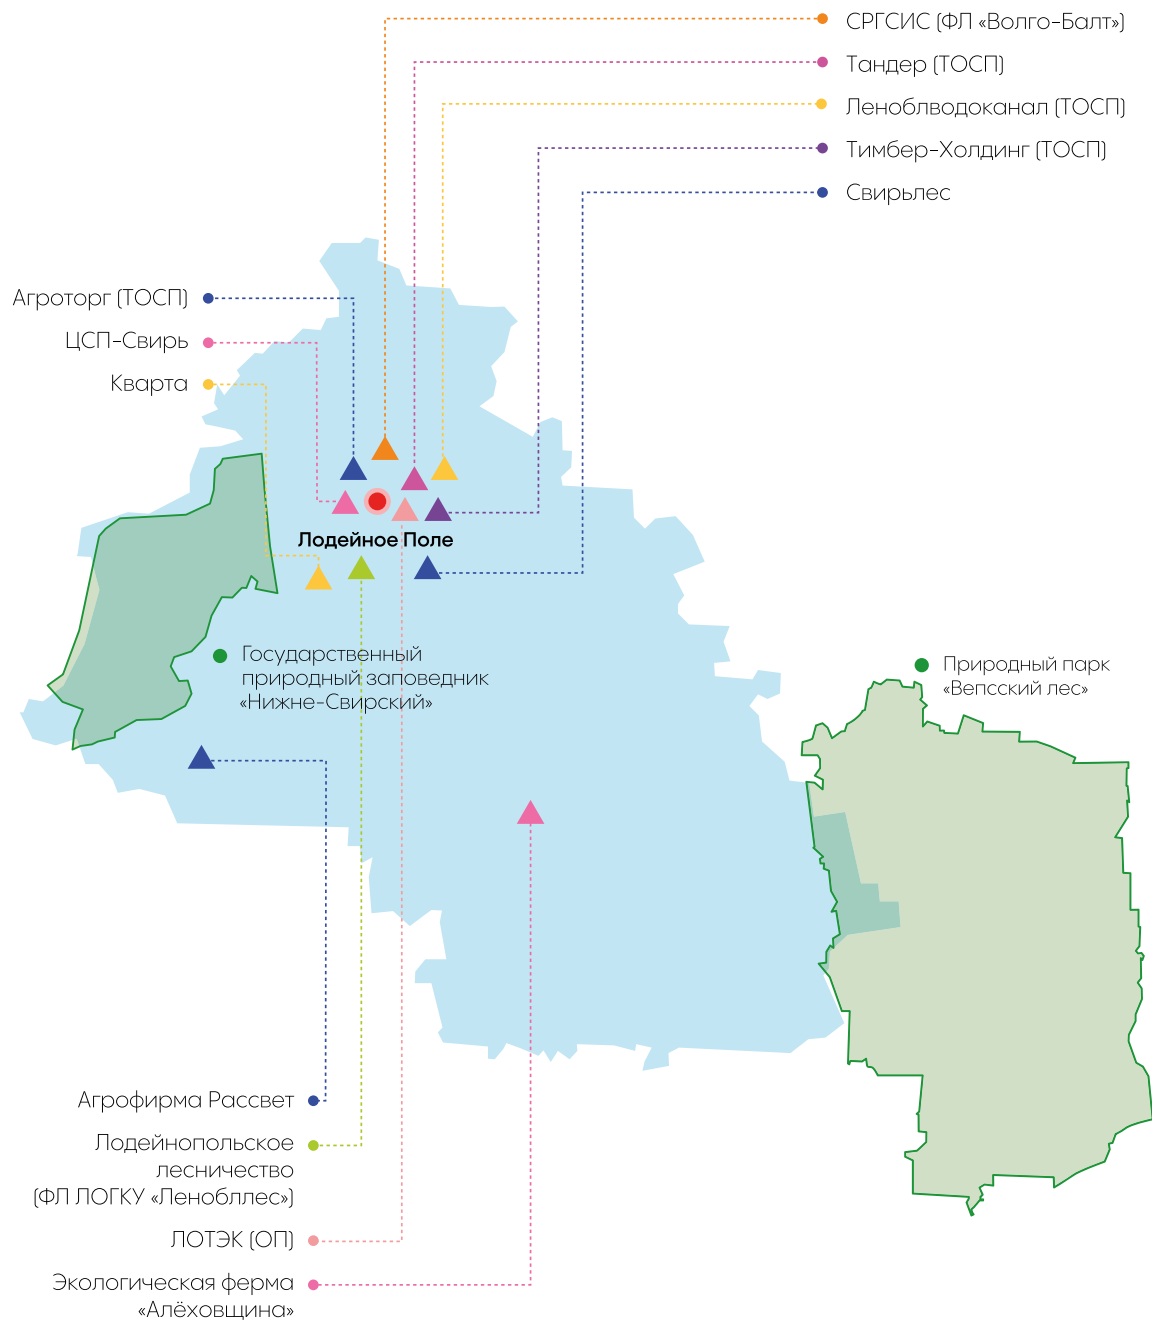 СРГСИС (ФЛ «Волго-Балт»)
Тандер (ТОСП)
Леноблводоканал (ТОСП)
Тимбер-Холдинг (ТОСП)
Свирьлес
Агроторг (ТОСП)
ЦСП-Свирь
Кварта
Лодейное Поле
Государственный
природный заповедник
«Нижне-Свирский»
Природный парк
«Вепсский лес»
Агрофирма Рассвет
Лодейнопольское
лесничество
(ФЛ ЛОГКУ «Ленобллес»)
ЛОТЭК (ОП)
Экологическая ферма
«Алёховщина»